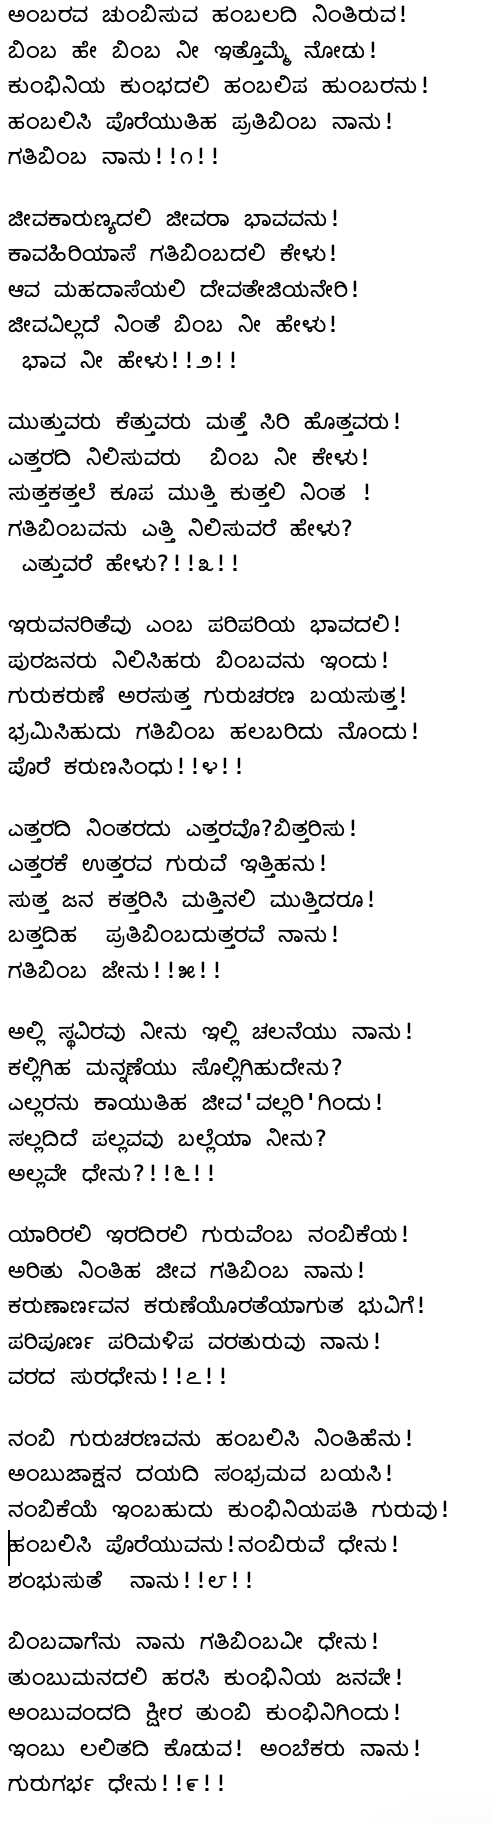 ಅಂಬರವ ಚುಂಬಿಸುವ ಹಂಬಲದಿ ನಿಂತಿರುವ!
ಬಿಂಬ ಹೇ ಬಿಂಬ ನೀ ಇತ್ತೊಮ್ಮೆ ನೋಡು!
ಕುಂಭಿನಿಯ ಕುಂಭದಲಿ ಹಂಬಲಿಪ ಹುಂಬರನು!
ಹಂಬಲಿಸಿ ಪೊರೆಯುತಿಹ ಪ್ರತಿಬಿಂಬ ನಾನು!
ಗತಿಬಿಂಬ ನಾನು!!೧!!
ಜೀವಕಾರುಣ್ಯದಲಿ ಜೀವರಾ ಭಾವವನು!
ಕಾವಹಿರಿಯಾಸೆ ಗತಿಬಿಂಬದಲಿ ಕೇಳು!
ಆವ ಮಹದಾಸೆಯಲಿ ದೇವತೇಜಿಯನೇರಿ!
ಜೀವವಿಲ್ಲದೆ ನಿಂತೆ ಬಿಂಬ ನೀ ಹೇಳು!
ಭಾವ ನೀ ಹೇಳು!!೨!!
ಮುತ್ತುವರು ಕೆತ್ತುವರು ಮತ್ತೆ ಸಿರಿ ಹೊತ್ತವರು!
ಎತ್ತರದಿ ನಿಲಿಸುವರು ಬಿಂಬ ನೀ ಕೇಳು!
ಸುತ್ತಕತ್ತಲೆ ಕೂಪ ಮುತ್ತಿ ಕುತ್ತಲಿ ನಿಂತ !
ಗತಿಬಿಂಬವನು ಎತ್ತಿ ನಿಲಿಸುವರೆ ಹೇಳು?
ಎತ್ತುವರೆ ಹೇಳು?!!೩!!
ಇರುವನರಿತೆವು ಎಂಬ ಪರಿಪರಿಯ ಭಾವದಲಿ!
ಪುರಜನರು ನಿಲಿಸಿಹರು ಬಿಂಬವನು ಇಂದು!
ಗುರುಕರುಣೆ ಅರಸುತ್ತ ಗುರುಚರಣ ಬಯಸುತ್ತ!
ಭ್ರಮಿಸಿಹುದು ಗತಿಬಿಂಬ ಹಲಬರಿದು ನೊಂದು!
ಪೊರೆ ಕರುಣಸಿಂಧು!!೪!!
ಎತ್ತರದಿ ನಿಂತರದು ಎತ್ತರವೊ?ಬಿತ್ತರಿಸು!
ಎತ್ತರಕೆ ಉತ್ತರವ ಗುರುವೆ ಇತ್ತಿಹನು!
ಸುತ್ತ ಜನ ಕತ್ತರಿಸಿ ಮತ್ತಿನಲಿ ಮುತ್ತಿದರೂ!
ಬತ್ತದಿಹ ಪ್ರತಿಬಿಂಬದುತ್ತರವೆ ನಾನು!
ಗತಿಬಿಂಬ ಜೇನು!!೫!!
ಅಲ್ಲಿ ಸ್ಥವಿರವು ನೀನು ಇಲ್ಲಿ ಚಲನೆಯು ನಾನು!
ಕಲ್ಲಿಗಿಹ ಮನ್ನಣೆಯು ಸೊಲ್ಲಿಗಿಹುದೇನು?
ಎಲ್ಲರನು ಕಾಯುತಿಹ ಜೀವ'ವಲ್ಲರಿ'ಗಿಂದು!
ಸಲ್ಲದಿದೆ ಪಲ್ಲವವು ಬಲ್ಲೆಯಾ ನೀನು?
ಅಲ್ಲವೇ ಧೇನು?!!೬!!
ಯಾರಿರಲಿ ಇರದಿರಲಿ ಗುರುವೆಂಬ ನಂಬಿಕೆಯ!
ಅರಿತು ನಿಂತಿಹ ಜೀವ ಗತಿಬಿಂಬ ನಾನು!
ಕರುಣಾರ್ಣವನ ಕರುಣೆಯೊರತೆಯಾಗುತ ಭುವಿಗೆ!
ಪರಿಪೂರ್ಣ ಪರಿಮಳಿಪ ವರತುರುವು ನಾನು!
ವರದ ಸುರಧೇನು!!೭!!
ನಂಬಿ ಗುರುಚರಣವನು ಹಂಬಲಿಸಿ ನಿಂತಿಹೆನು!
ಅಂಬುಜಾಕ್ಷನ ದಯದಿ ಸಂಭ್ರಮವ ಬಯಸಿ!
ನಂಬಿಕೆಯೆ ಇಂಬಹುದು ಕುಂಭಿನಿಯಪತಿ ಗುರುವು!
ಹಂಬಲಿಸಿ ಪೊರೆಯುವನು!ನಂಬಿರುವೆ ಧೇನು!
ಶಂಭುಸುತೆ ನಾನು!!೮!!
ಬಿಂಬವಾಗೆನು ನಾನು ಗತಿಬಿಂಬವೀ ಧೇನು!
ತುಂಬುಮನದಲಿ ಹರಸಿ ಕುಂಭಿನಿಯ ಜನವೇ!
ಅಂಬುವಂದದಿ ಕ್ಷೀರ ತುಂಬಿ ಕುಂಭಿನಿಗಿಂದು!
ಇಂಬು ಲಲಿತದಿ ಕೊಡುವ! ಅಂಬೆಕರು ನಾನು!
ಗುರುಗರ್ಭ ಧೇನು!!೯!!